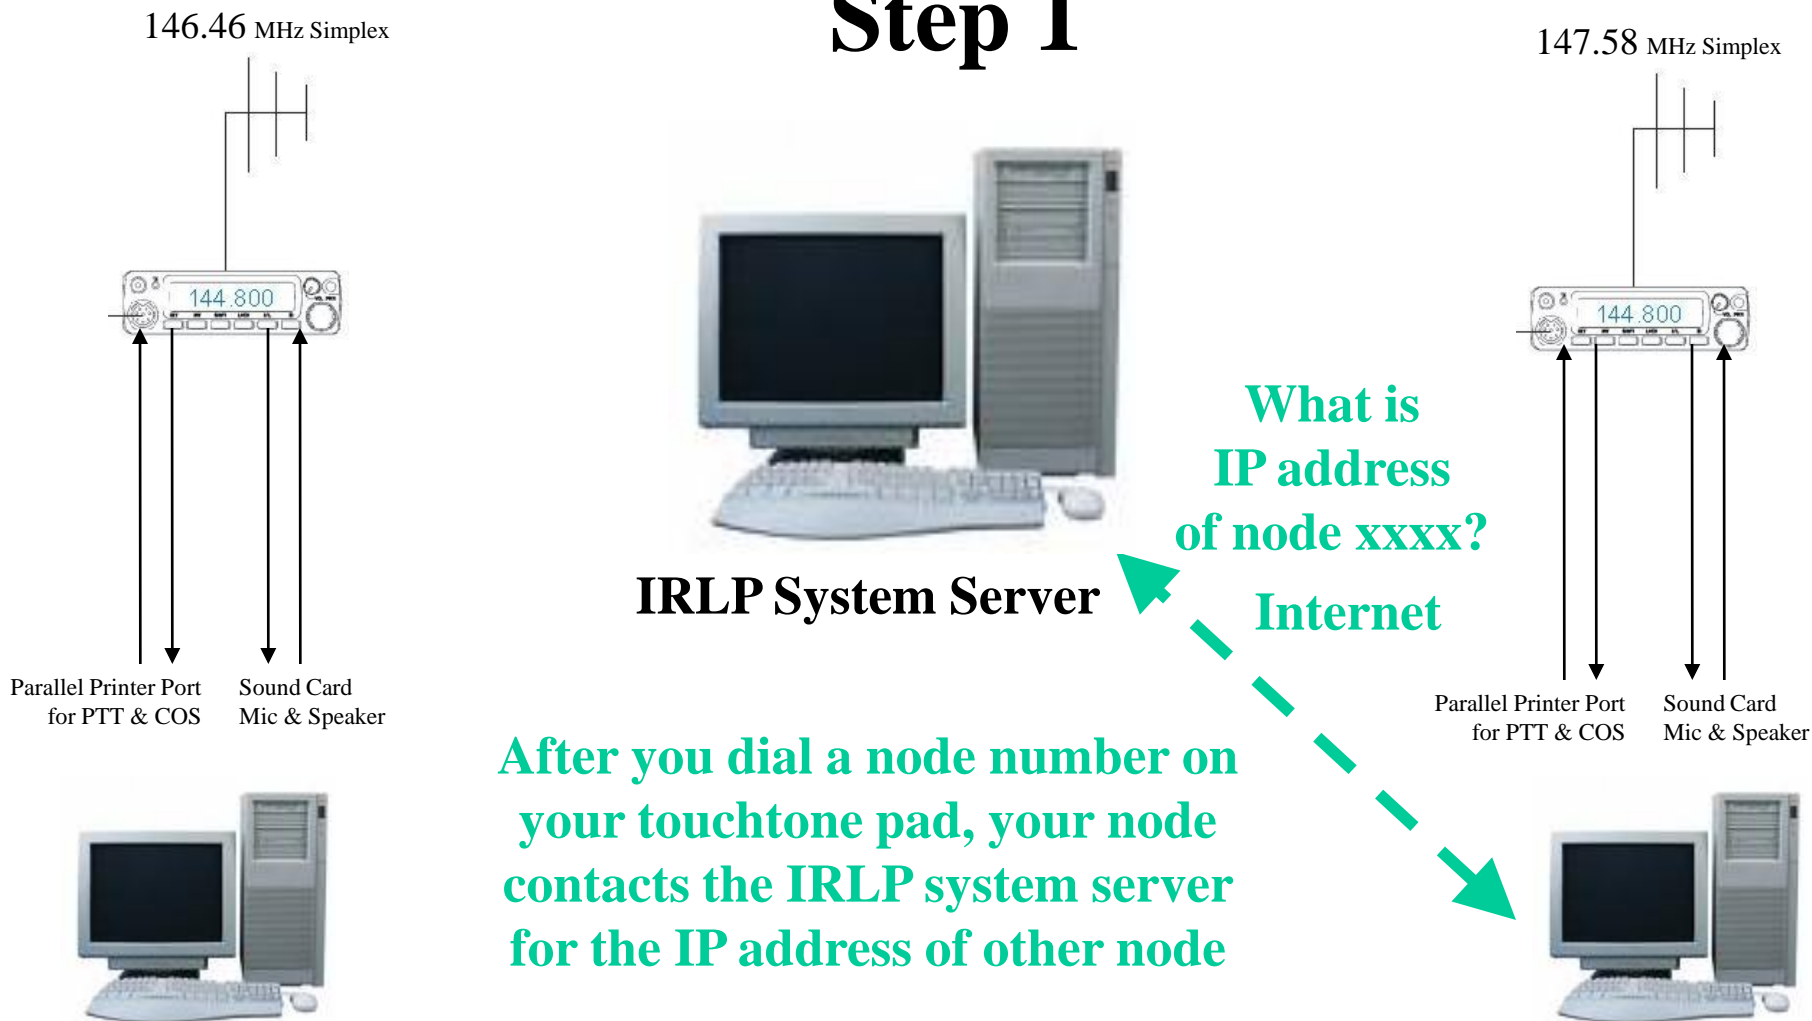 Step 1
146.46 MHz Simplex
147.58 MHz Simplex
144.800
144.800
What is
IP address
of node xxxx?
Internet
IRLP System Server
Parallel Printer Port
for PTT & COS
Sound Card
Mic & Speaker
Parallel Printer Port
for PTT & COS
Sound Card
Mic & Speaker
After you dial a node number on
your touchtone pad, your node
contacts the IRLP system server
for the IP address of other node